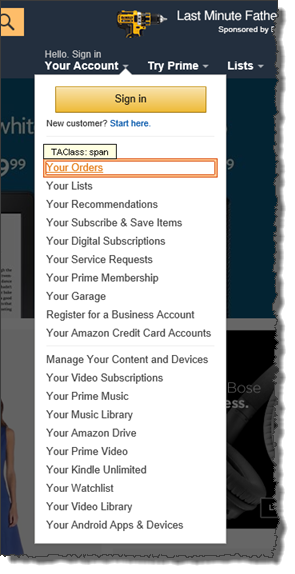 Last Minute Fathe
Sponsored by
Hello. Sign in
Your Account
Try Prime
Lists
Sign in
New customer? Start here.
TAClass: span
Your Orders
Your Lists
Your Recommendations
Your Subscribe & Save Items
Your Digital Subscriptions
Your Service Requests
Your Prime Membership
Your Garage
Register for a Business Account
Your Amazon Credit Card Accounts
Manage Your Content and Devices
Your Video Subscriptions
Your Prime Music
Your Music Library
Your Amazon Drive
Your Prime Video
Your Kindle Unlimited
Your Watchlist
Your Video Library
Your Android Apps & Devices
whit
99
9
Bose
ess.